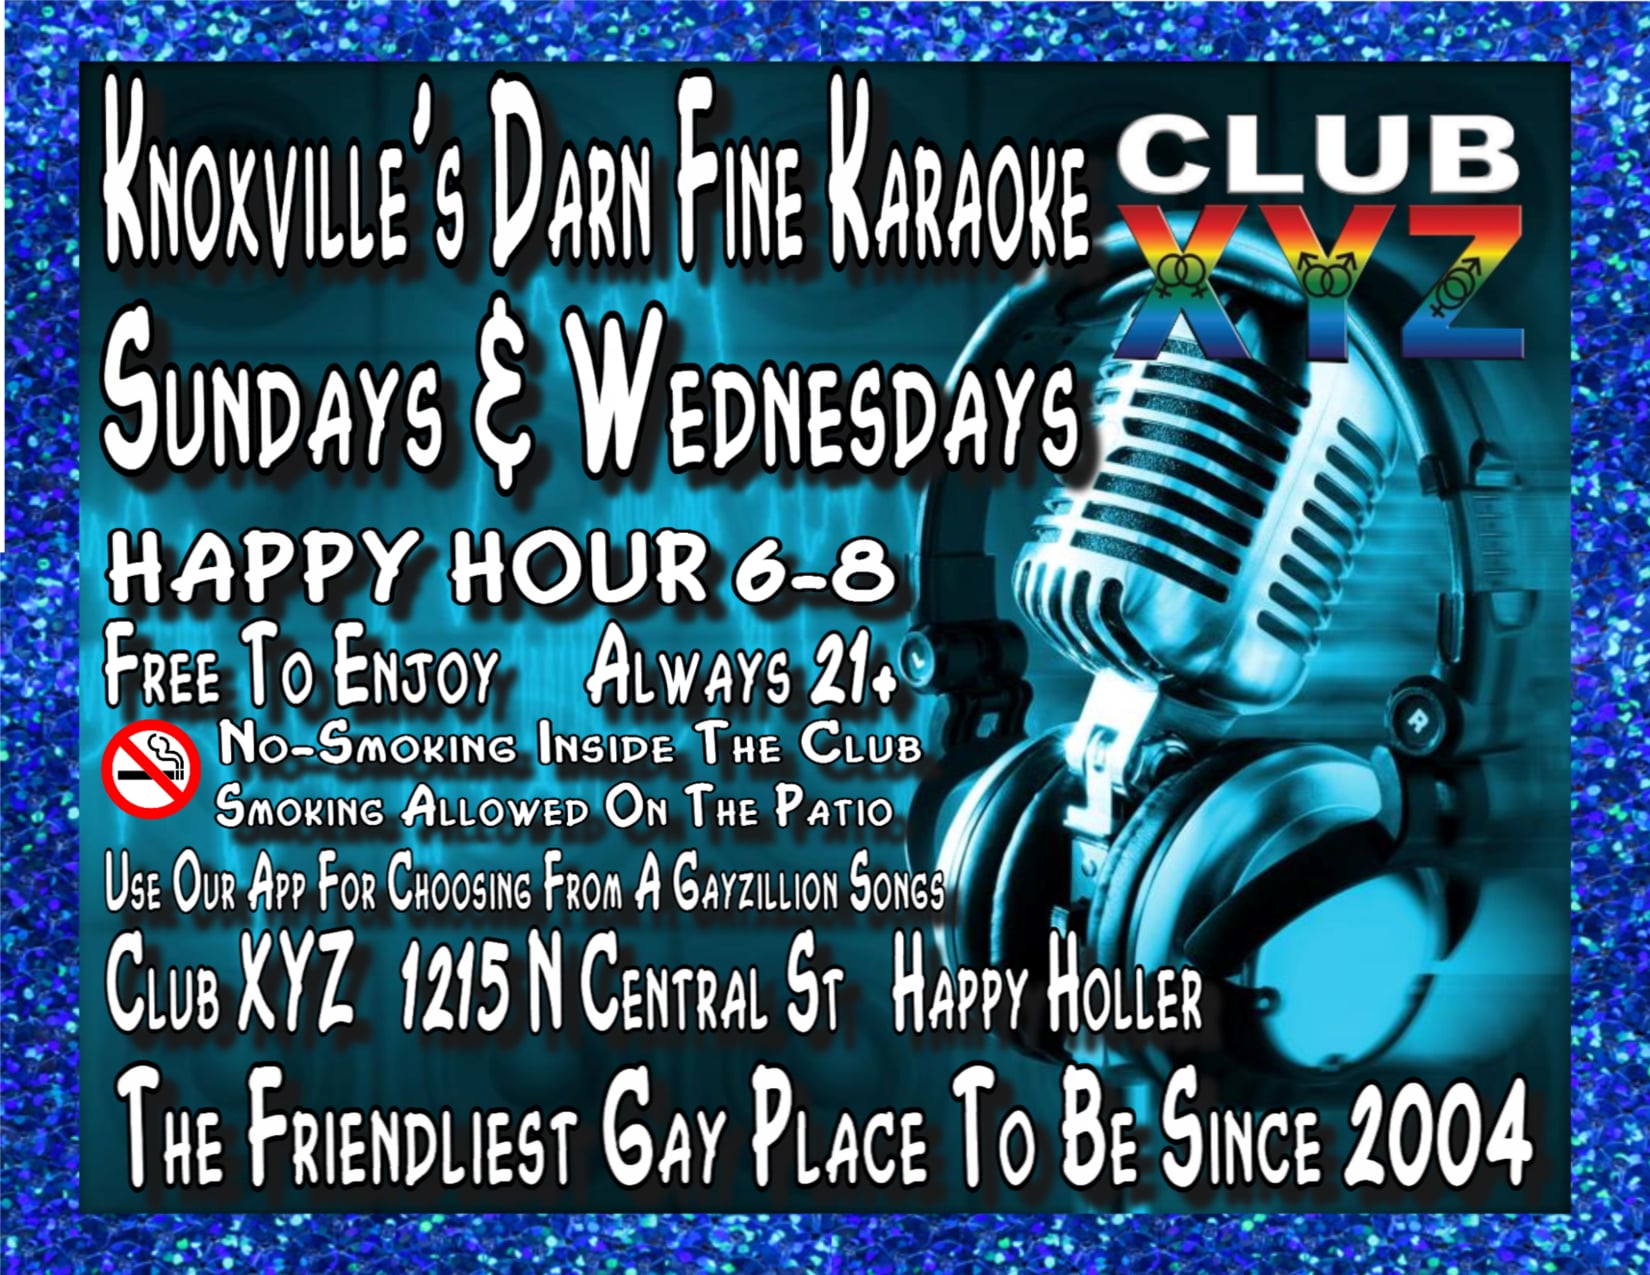 Knoxville's Darn Fine Karaoke
CLUB
XYZ
Sundays & Wednesdays
HAPPY HOUR 6-8
Free To Enjoy Always 21+
No-Smoking Inside The Club
Smoking Allowed On The Patio
Use Our App For Choosing From A Gayzillion Songs
Club XYZ 1215 N Central St Happy Holler
The Friendliest Gay Place To Be Since 2004
L
R